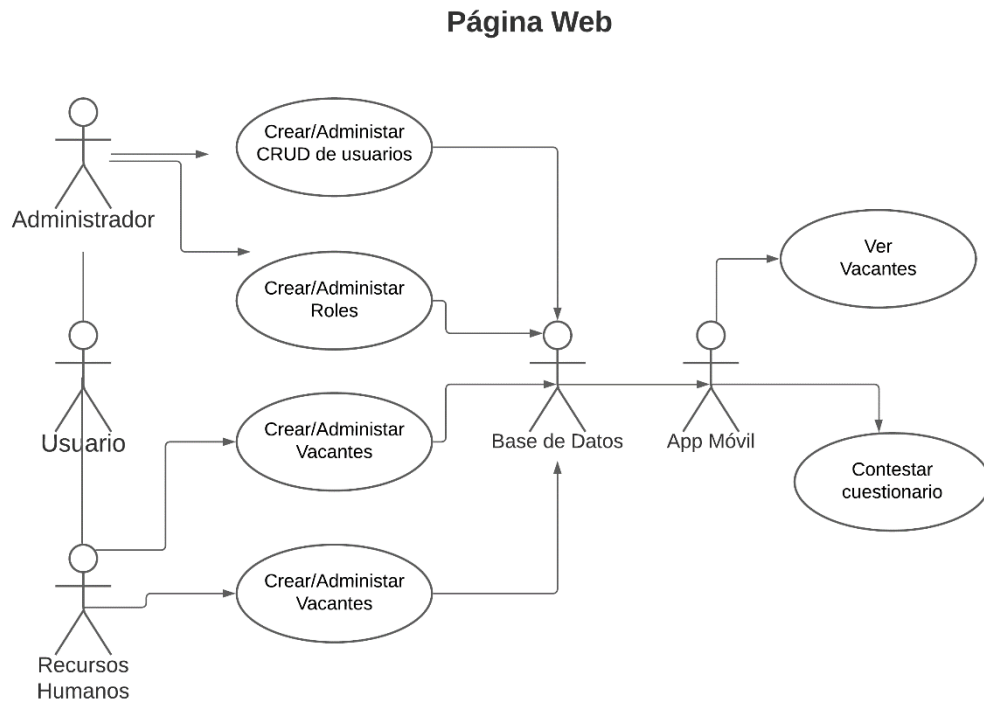 Página Web
Crear/Administar
CRUD de usuarios
Administrador
Ver
Vacantes
Crear/Administar
Roles
Usuario
Crear/Administar
Vacantes
Base de Datos
App Móvil
Contestar
cuestionario
Crear/Administar
Vacantes
Recursos
Humanos